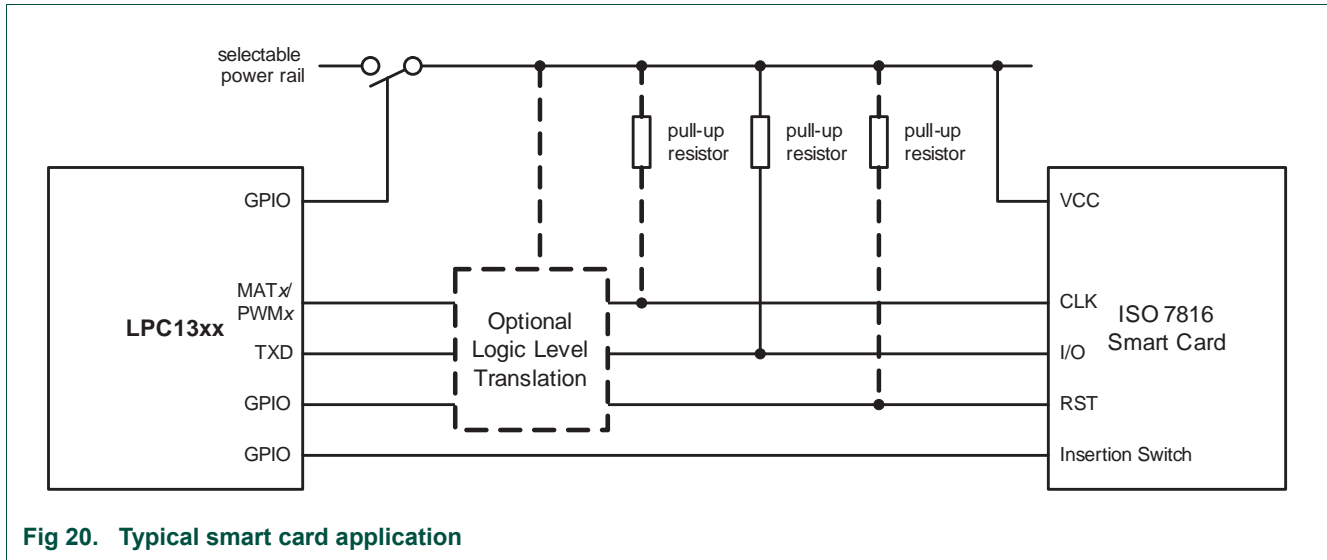 selectable
power rail
pull-up
resistor
pull-up
resistor
pull-up
resistor
GPIO
MATx/
PWMx
LPC13xx
TXD
GPIO
GPIO
Optional
Logic Level
Translation
VCC
CLK
ISO 7816
Smart Card
I/O
RST
Insertion Switch
Fig 20. Typical smart card application